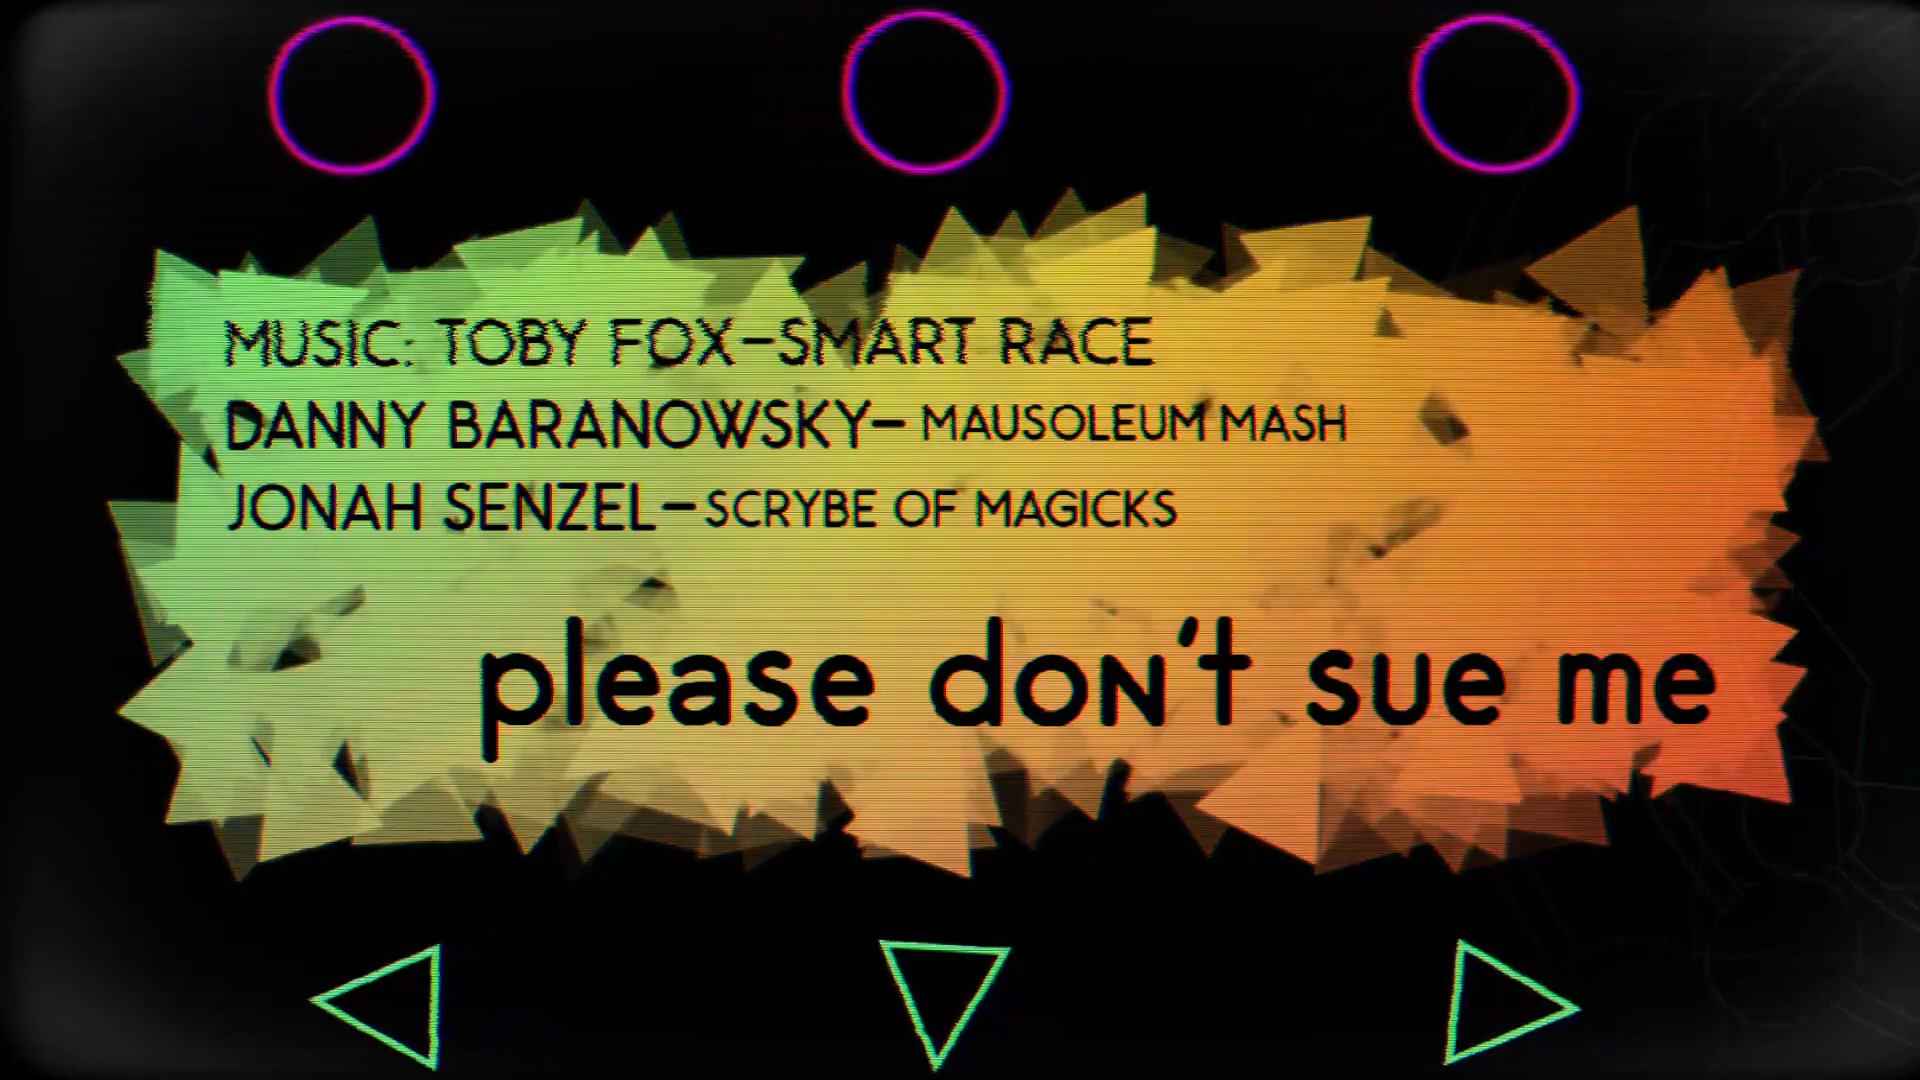 MUSIC: TOBY FOX–SMART RACE
DANNY BARANOWSKY– MAUSOLEUM MASH
JONAH SENZEL–SCRYBE OF MAGICKS
please don't sue me